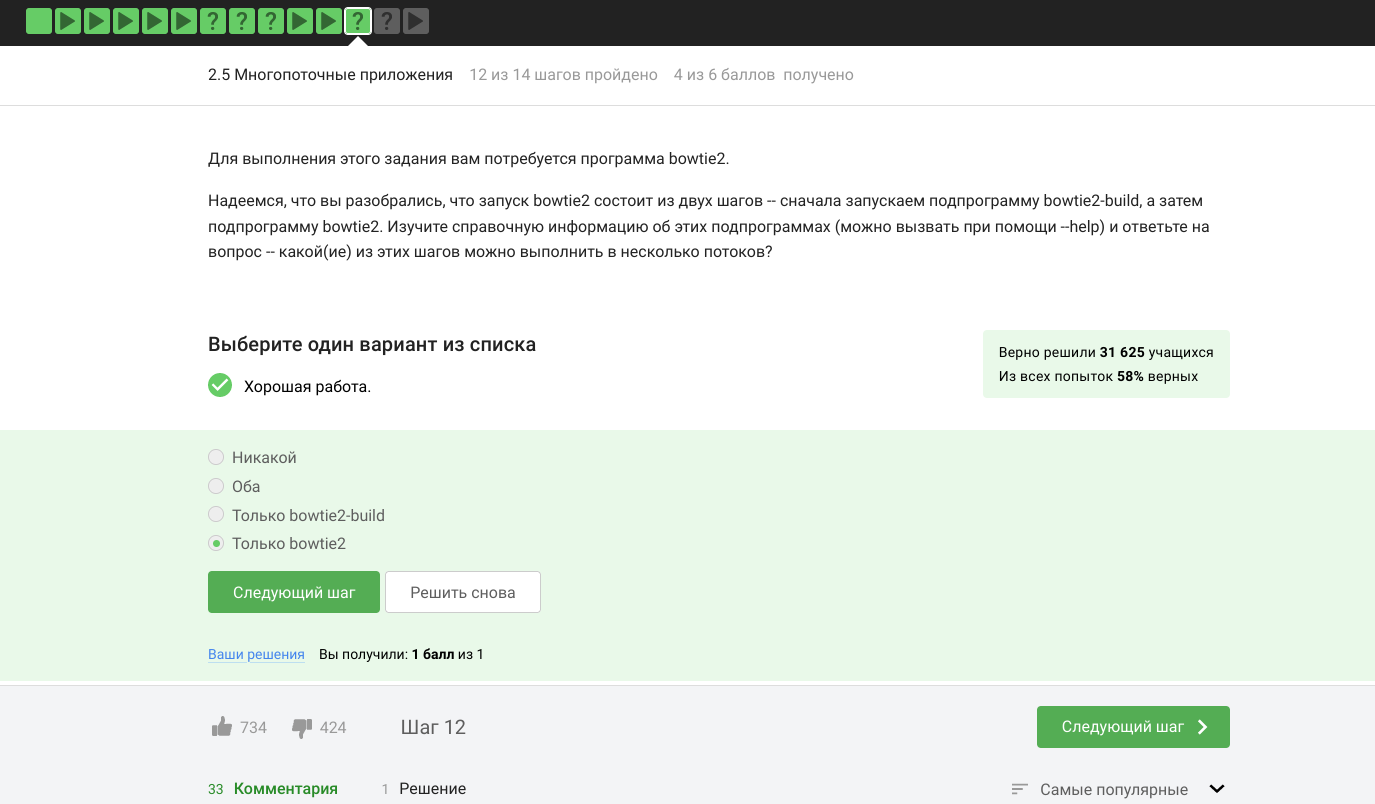 ? ? ? ? ?
2.5 Многопоточные приложения 12 из 14 шагов пройдено 4 из 6 баллов получено
Для выполнения этого задания вам потребуется программа bowtie2.
Надеемся, что вы разобрались, что запуск bowtie2 состоит из двух шагов -- сначала запускаем подпрограмму bowtie2-build, а затем
подпрограмму bowtie2. Изучите справочную информацию об этих подпрограммах (можно вызвать при помощи --help) и ответьте на
вопрос -- какой(ие) из этих шагов можно выполнить в несколько потоков?
Выберите один вариант из списка
Хорошая работа.
Верно решили 31 625 учащихся
Из всех попыток 58% верных
Никакой
Оба
Только bowtie2-build
Только bowtie2
Следующий шаг Решить снова
Ваши решения Вы получили: 1 балл из 1
734 424 Шаг 12 Следующий шаг
33 Комментария 1 Решение Самые популярные